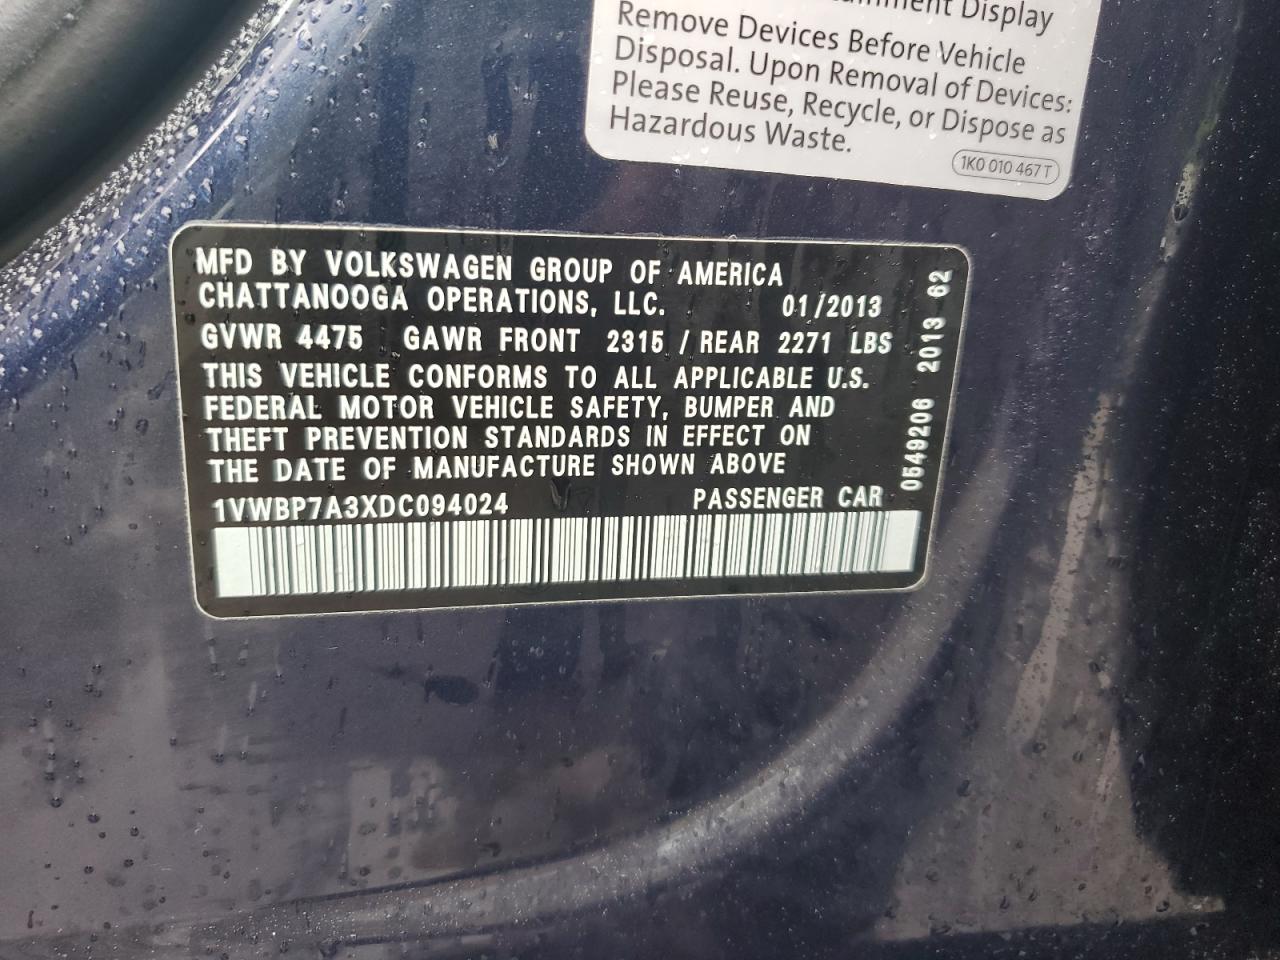 Display
Remove Devices Before Vehicle
Disposal. Upon Removal of Devices:
Please Reuse, Recycle, or Dispose as
Hazardous Waste.
1K0 010 467 T
MFD BY VOLKSWAGEN GROUP OF AMERICA
CHATTANOOGA OPERATIONS, LLC. 01/2013
GVWR 4475 GAWR FRONT 2315 / REAR 2271 LBS
THIS VEHICLE CONFORMS TO ALL APPLICABLE U.S.
FEDERAL MOTOR VEHICLE SAFETY, BUMPER AND
THEFT PREVENTION STANDARDS IN EFFECT ON
THE DATE OF MANUFACTURE SHOWN ABOVE
1VWBP7A3XDC094024 PASSENGER CAR
0549206 2013 62